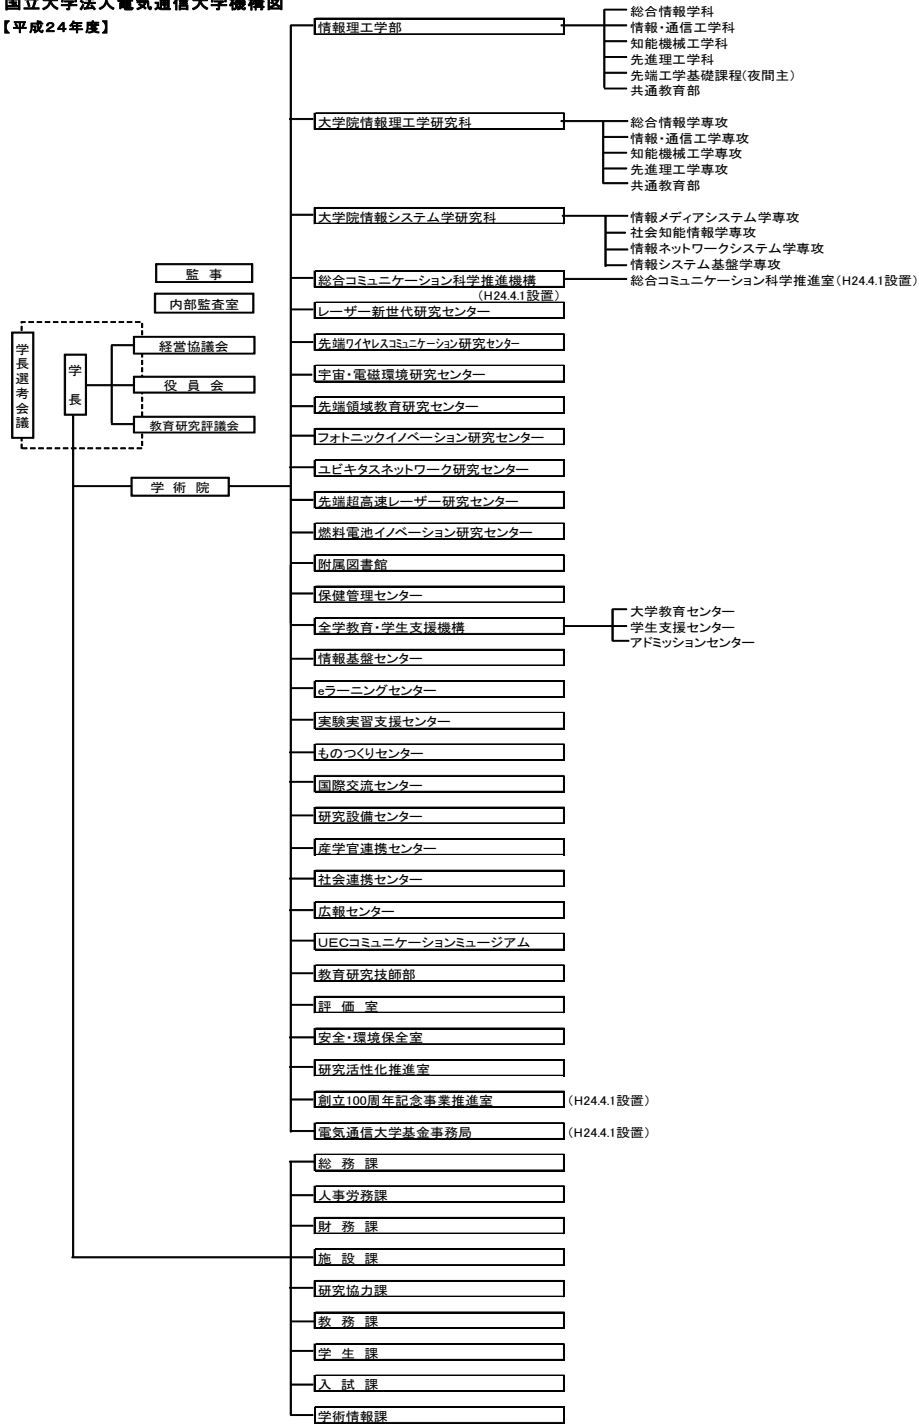 国立大学法人電気通信大学機構図
【平成24年度】
監 事
内部監査室
学長選考会議
学長
経営協議会
役 員 会
教育研究評議会
学 術 院
情報理工学部
総合情報学科
情報・通信工学科
知能機械工学科
先進理工学科
先端工学基礎課程(夜間主)
共通教育部
大学院情報理工学研究科
総合情報学専攻
情報・通信工学専攻
知能機械工学専攻
先進理工学専攻
共通教育部
大学院情報システム学研究科
情報メディアシステム学専攻
社会知能情報学専攻
情報ネットワークシステム学専攻
情報システム基盤学専攻
総合コミュニケーション科学推進機構
(H24.4.1設置)
総合コミュニケーション科学推進室(H24.4.1設置)
レーザー新世代研究センター
先端ワイヤレスコミュニケーション研究センター
宇宙・電磁環境研究センター
先端領域教育研究センター
フォトニックイノベーション研究センター
ユビキタスネットワーク研究センター
先端超高速レーザー研究センター
燃料電池イノベーション研究センター
附属図書館
保健管理センター
全学教育・学生支援機構
大学教育センター
学生支援センター
アドミッションセンター
情報基盤センター
eラーニングセンター
実験実習支援センター
ものつくりセンター
国際交流センター
研究設備センター
産学官連携センター
社会連携センター
広報センター
UECコミュニケーションミュージアム
教育研究技師部
評 価 室
安全・環境保全室
研究活性化推進室
創立100周年記念事業推進室 (H24.4.1設置)
電気通信大学基金事務局 (H24.4.1設置)
総 務 課
人事労務課
財 務 課
施 設 課
研究協力課
教 務 課
学 生 課
入 試 課
学術情報課